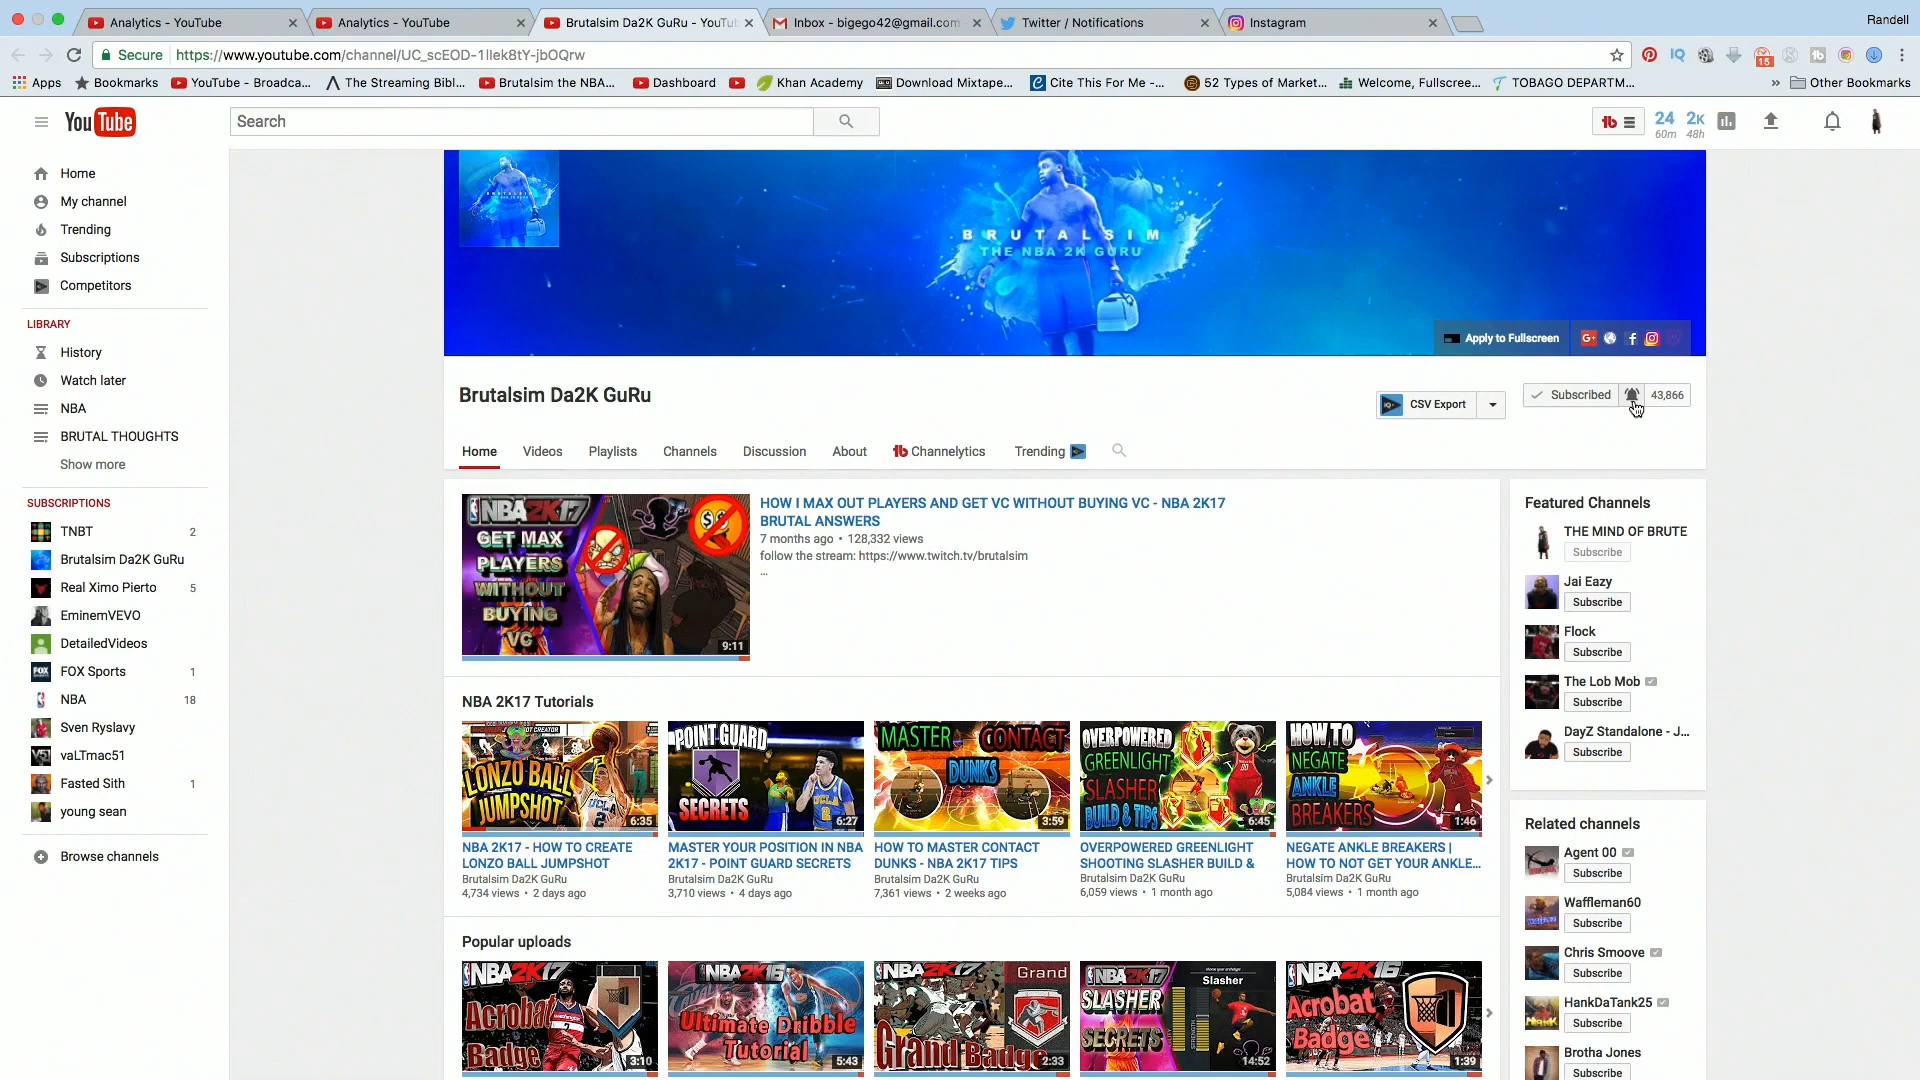 Analytics - YouTube
Analytics - YouTube
Brutalsim Da2K GuRu - YouTub
Inbox - bigego42@gmail.com
Twitter / Notifications
Instagram
Randell
Secure
https://www.youtube.com/channel/UC_scEOD-1IIek8tY-jbOQrw
15
Apps
Bookmarks
YouTube - Broadca...
The Streaming Bibl...
Brutalsim the NBA...
Dashboard
Khan Academy
Download Mixtape...
Cite This For Me -...
52 Types of Market...
Welcome, Fullscree...
TOBAGO DEPARTM...
» Other Bookmarks
YouTube
Search
24 2K
60m 48h
Home
My channel
Trending
Subscriptions
Competitors
LIBRARY
History
Watch later
NBA
BRUTAL THOUGHTS
Show more
SUBSCRIPTIONS
TNBT 2
Brutalsim Da2K GuRu
Real Ximo Pierto 5
EminemVEVO
DetailedVideos
FOX Sports 1
NBA 18
Sven Ryslavy
vaLTmac51
Fasted Sith 1
young sean
Browse channels
BRUTALSIM
THE NBA 2K GURU
Apply to Fullscreen
Brutalsim Da2K GuRu
CSV Export
Subscribed
43,866
Home
Videos
Playlists
Channels
Discussion
About
Channelytics
Trending
NBA2K17
GET MAX
PLAYERS
WITHOUT
BUYING
VC
9:11
HOW I MAX OUT PLAYERS AND GET VC WITHOUT BUYING VC - NBA 2K17
BRUTAL ANSWERS
7 months ago • 128,332 views
follow the stream: https://www.twitch.tv/brutalsim
...
NBA 2K17 Tutorials
LONZO BALL
JUMPSHOT
6:35
NBA 2K17 - HOW TO CREATE
LONZO BALL JUMPSHOT
Brutalsim Da2K GuRu
4,734 views • 2 days ago
POINT GUARD
SECRETS
6:27
MASTER YOUR POSITION IN NBA
2K17 - POINT GUARD SECRETS
Brutalsim Da2K GuRu
3,710 views • 4 days ago
MASTER CONTACT
DUNKS
3:59
HOW TO MASTER CONTACT
DUNKS - NBA 2K17 TIPS
Brutalsim Da2K GuRu
7,361 views • 2 weeks ago
OVERPOWERED
GREENLIGHT
SLASHER
BUILD & TIPS
6:45
OVERPOWERED GREENLIGHT
SHOOTING SLASHER BUILD &
Brutalsim Da2K GuRu
6,059 views • 1 month ago
HOW TO
NEGATE
ANKLE
BREAKERS
1:46
NEGATE ANKLE BREAKERS |
HOW TO NOT GET YOUR ANKLE...
Brutalsim Da2K GuRu
5,084 views • 1 month ago
Popular uploads
NBA2K17
Acrobat
Badge
3:10
NBA2K16
Ultimate Dribble
Tutorial
5:43
NBA2K17
Grand
Grand Badge
2:33
NBA2K17
SLASHER
SECRETS
Slasher
14:52
NBA2K16
Acrobat
Badge
1:39
Featured Channels
THE MIND OF BRUTE
Subscribe
Jai Eazy
Subscribe
Flock
Subscribe
The Lob Mob
Subscribe
DayZ Standalone - J...
Subscribe
Related channels
Agent 00
Subscribe
Waffleman60
Subscribe
Chris Smoove
Subscribe
HankDaTank25
Subscribe
Brotha Jones
Subscribe